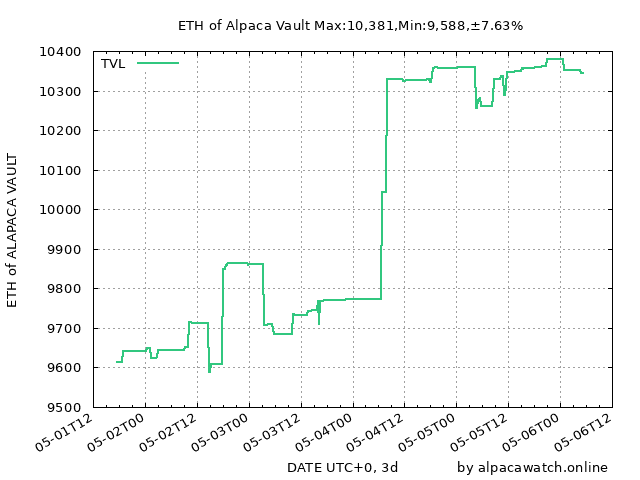 ETH of Alpaca Vault Max:10,381,Min:9,588,±7.63%
TVL
10400
10300
10200
10100
10000
9900
9800
9700
9600
9500
ETH of ALAPACA VAULT
05-01T12
05-02T00
05-02T12
05-03T00
05-03T12
05-04T00
05-04T12
05-05T00
05-05T12
05-06T00
05-06T12
DATE UTC+0, 3d
by alpacawatch.online